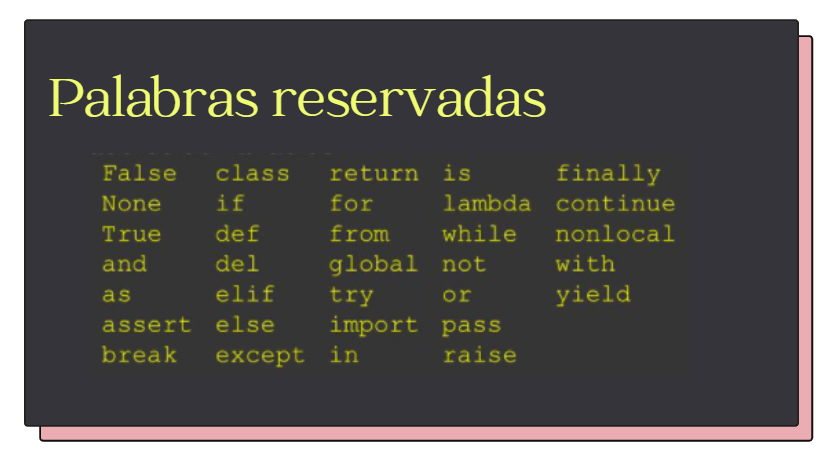 Palabras reservadas
False class return is finally
None if for lambda continue
True def from while nonlocal
and del global not with
as elif try or yield
assert else import pass
break except in raise